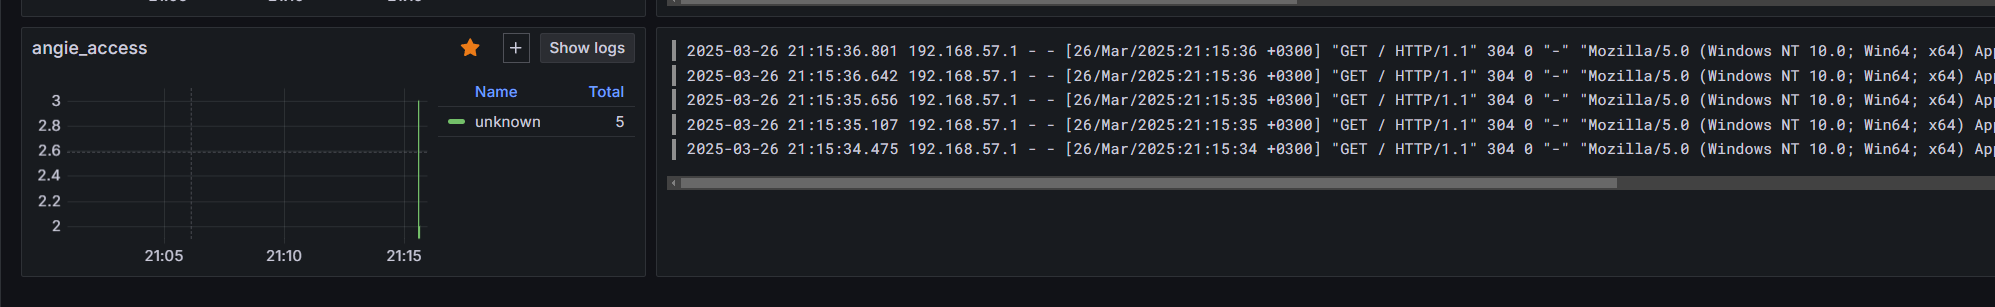 angie_access
+
Show logs
Name Total
unknown 5
3
2.8
2.6
2.4
2.2
2
21:05 21:10 21:15
2025-03-26 21:15:36.801 192.168.57.1 - - [26/Mar/2025:21:15:36 +0300] "GET / HTTP/1.1" 304 0 "-" "Mozilla/5.0 (Windows NT 10.0; Win64; x64) Ap
2025-03-26 21:15:36.642 192.168.57.1 - - [26/Mar/2025:21:15:36 +0300] "GET / HTTP/1.1" 304 0 "-" "Mozilla/5.0 (Windows NT 10.0; Win64; x64) Ap
2025-03-26 21:15:35.656 192.168.57.1 - - [26/Mar/2025:21:15:35 +0300] "GET / HTTP/1.1" 304 0 "-" "Mozilla/5.0 (Windows NT 10.0; Win64; x64) Ap
2025-03-26 21:15:35.107 192.168.57.1 - - [26/Mar/2025:21:15:35 +0300] "GET / HTTP/1.1" 304 0 "-" "Mozilla/5.0 (Windows NT 10.0; Win64; x64) Ap
2025-03-26 21:15:34.475 192.168.57.1 - - [26/Mar/2025:21:15:34 +0300] "GET / HTTP/1.1" 304 0 "-" "Mozilla/5.0 (Windows NT 10.0; Win64; x64) Ap